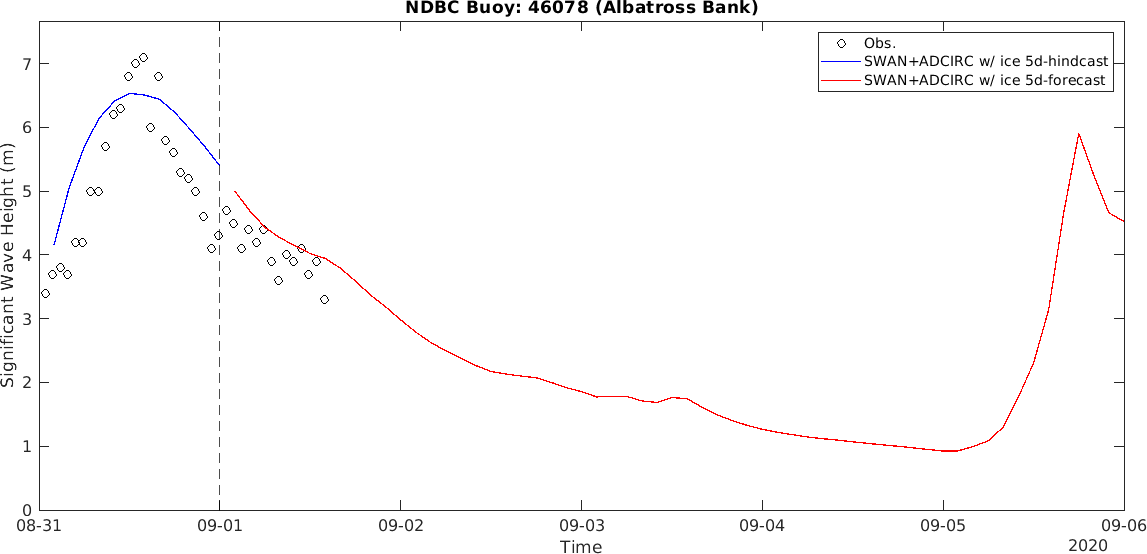 NDBC Buoy: 46078 (Albatross Bank)
Obs.
SWAN+ADCIRC w/ ice 5d-hindcast
SWAN+ADCIRC w/ ice 5d-forecast
Significant Wave Height (m)
7
6
5
4
3
2
1
0
08-31 09-01 09-02 09-03 09-04 09-05 09-06
Time
2020